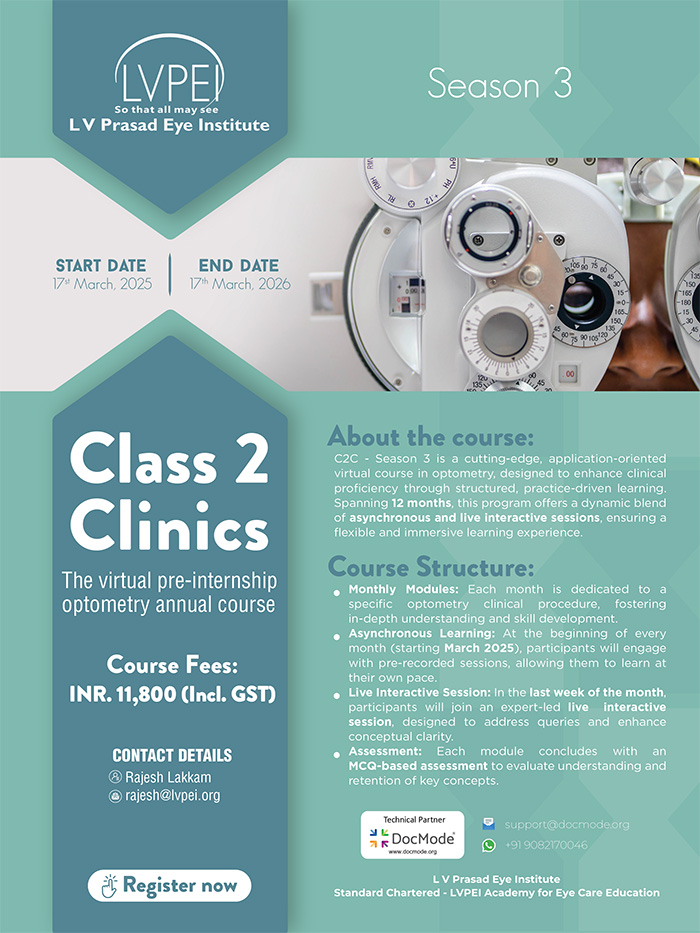 LVPEI
So that all may see
L V Prasad Eye Institute
Season 3
START DATE
17st March, 2025
END DATE
17th March, 2026
Class 2
Clinics
The virtual pre-internship
optometry annual course
Course Fees:
INR. 11,800 (Incl. GST)
CONTACT DETAILS
Rajesh Lakkam
rajesh@lvpei.org
Register now
About the course:
C2C - Season 3 is a cutting-edge, application-oriented
virtual course in optometry, designed to enhance clinical
proficiency through structured, practice-driven learning.
Spanning 12 months, this program offers a dynamic blend
of asynchronous and live interactive sessions, ensuring a
flexible and immersive learning experience.
Course Structure:
• Monthly Modules: Each month is dedicated to a
specific optometry clinical procedure, fostering
in-depth understanding and skill development.
• Asynchronous Learning: At the beginning of every
month (starting March 2025), participants will engage
with pre-recorded sessions, allowing them to learn at
their own pace.
• Live Interactive Session: In the last week of the month,
participants will join an expert-led live interactive
session, designed to address queries and enhance
conceptual clarity.
• Assessment: Each module concludes with an
MCQ-based assessment to evaluate understanding and
retention of key concepts.
Technical Partner
DocMode
www.docmode.org
support@docmode.org
+91 9082170046
L V Prasad Eye Institute
Standard Chartered - LVPEI Academy for Eye Care Education